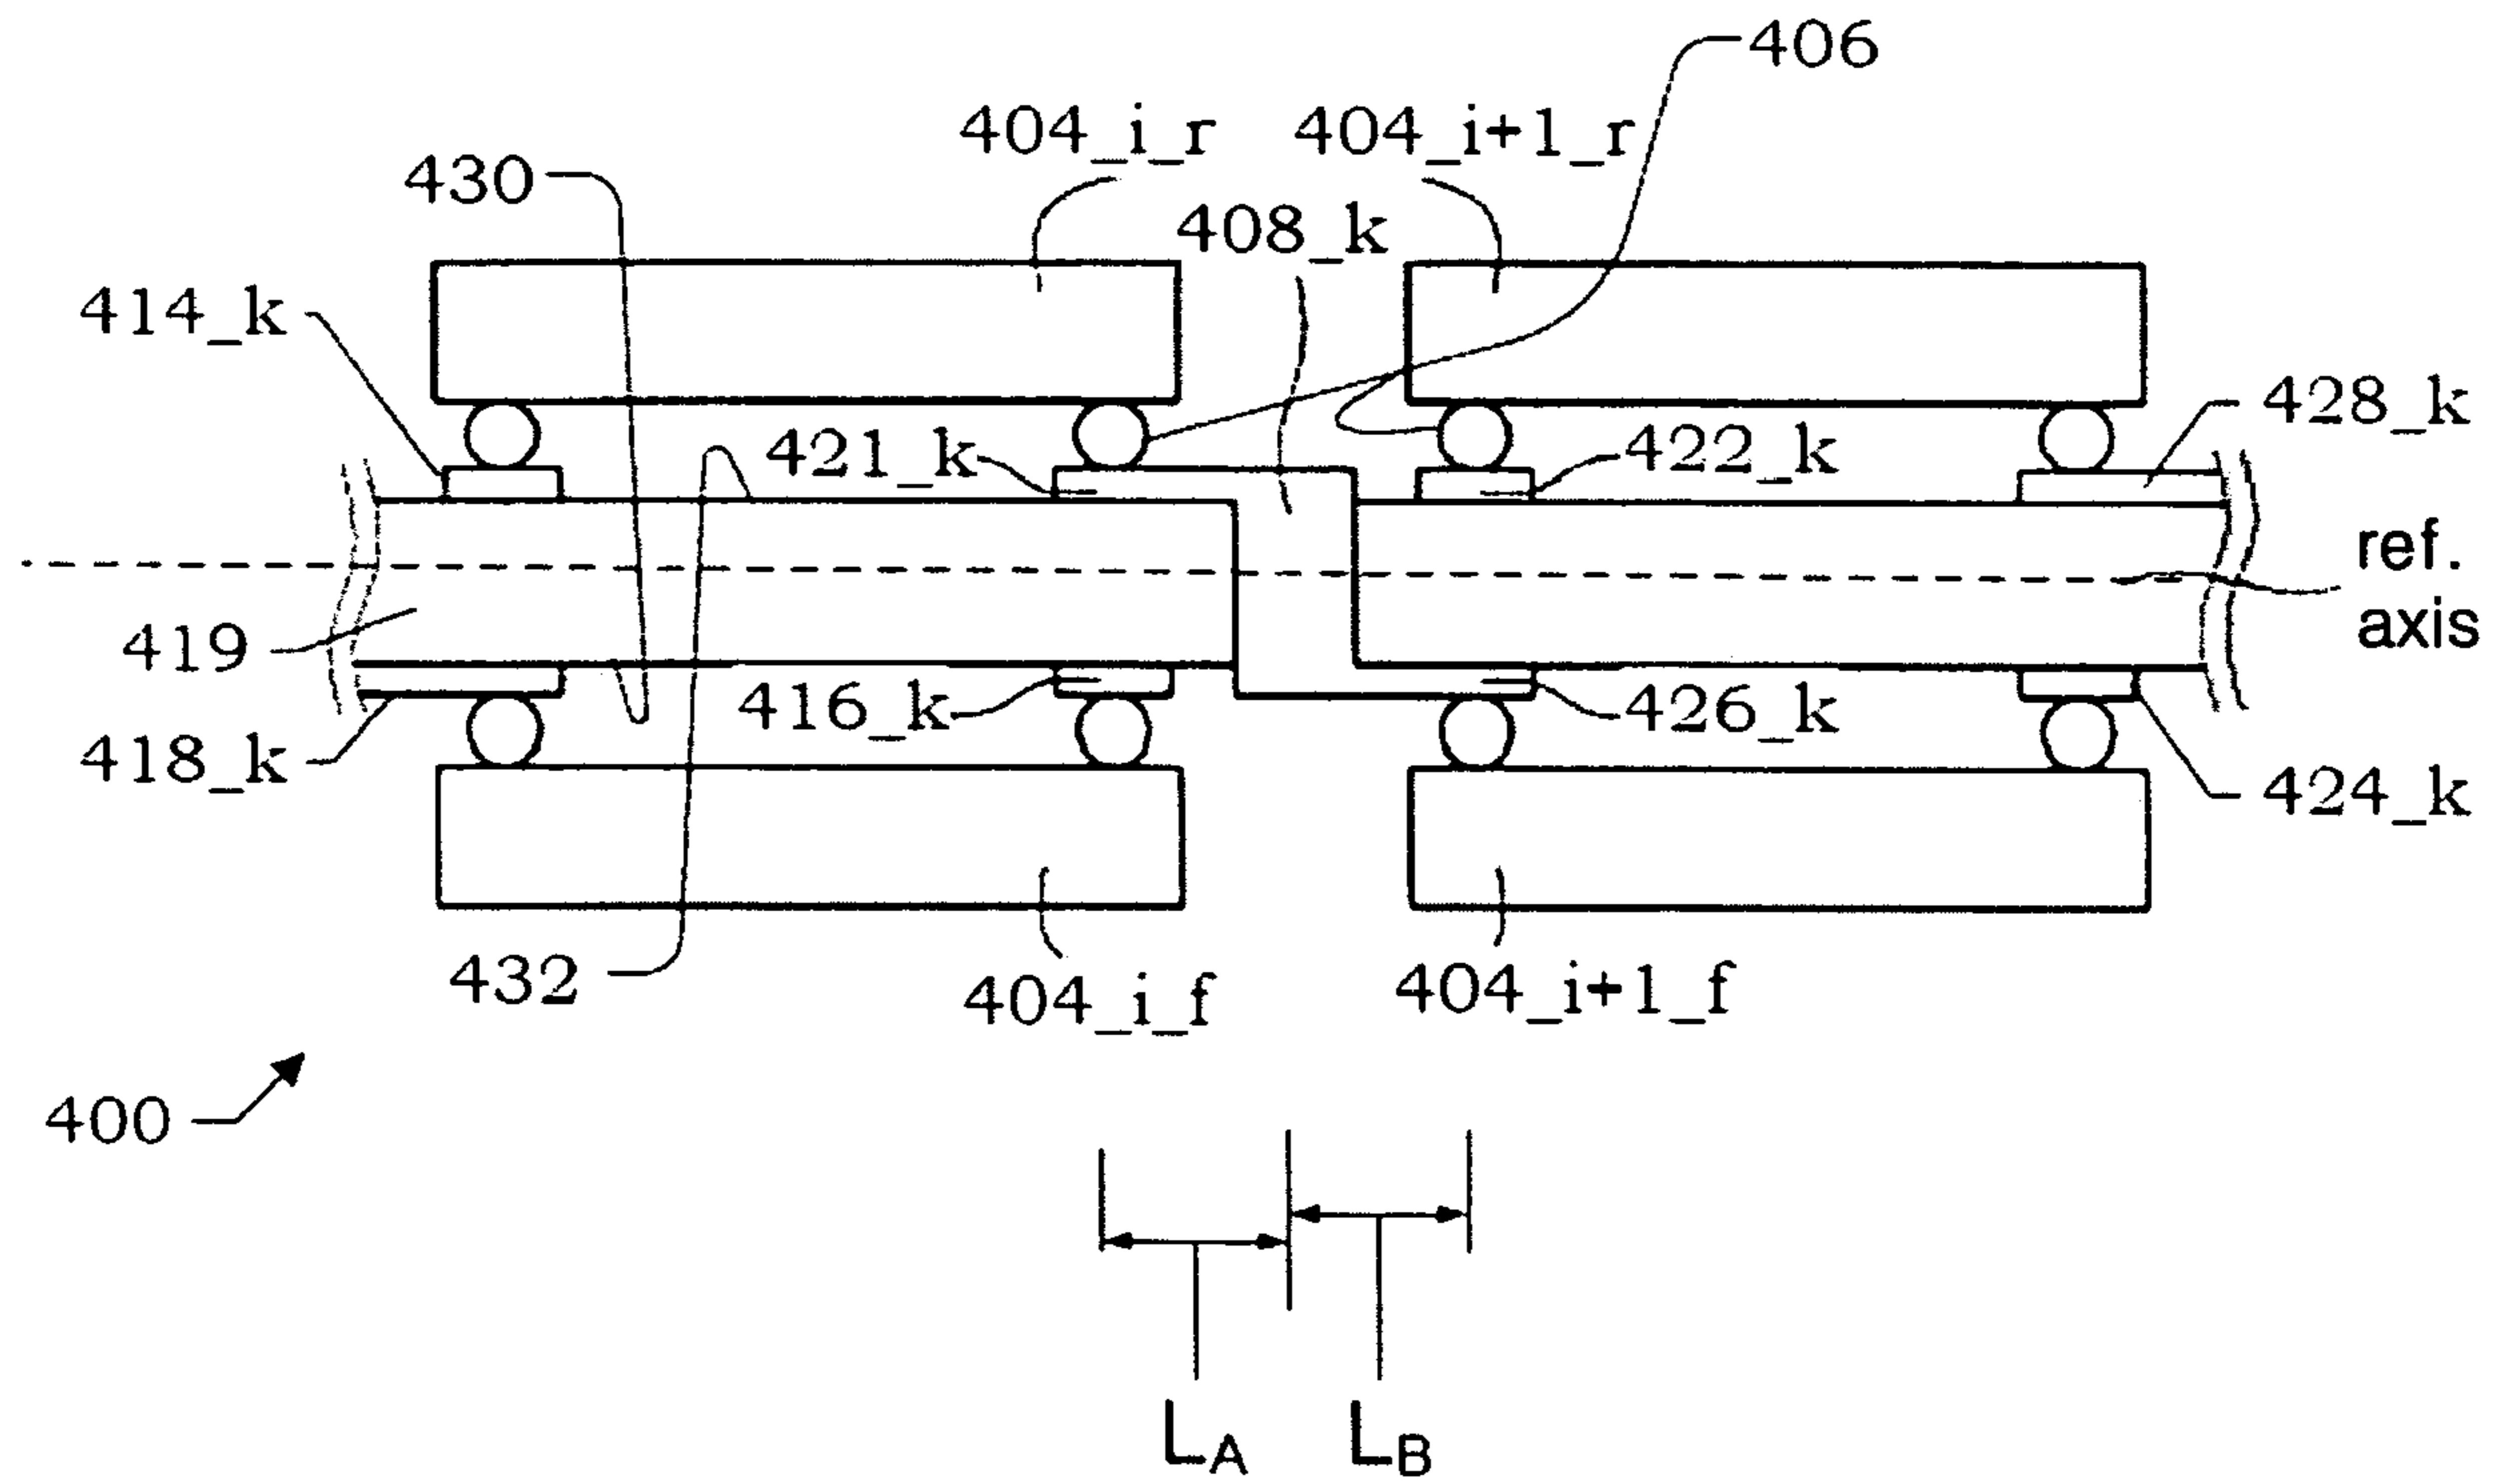 406
404_i_r 404_i+1_r
430
408_k
414_k
428_k
421_k 422_k
ref.
axis
419
416_k 426_k
418_k
424_k
432
404_i_f 404_i+1_f
400
LA LB